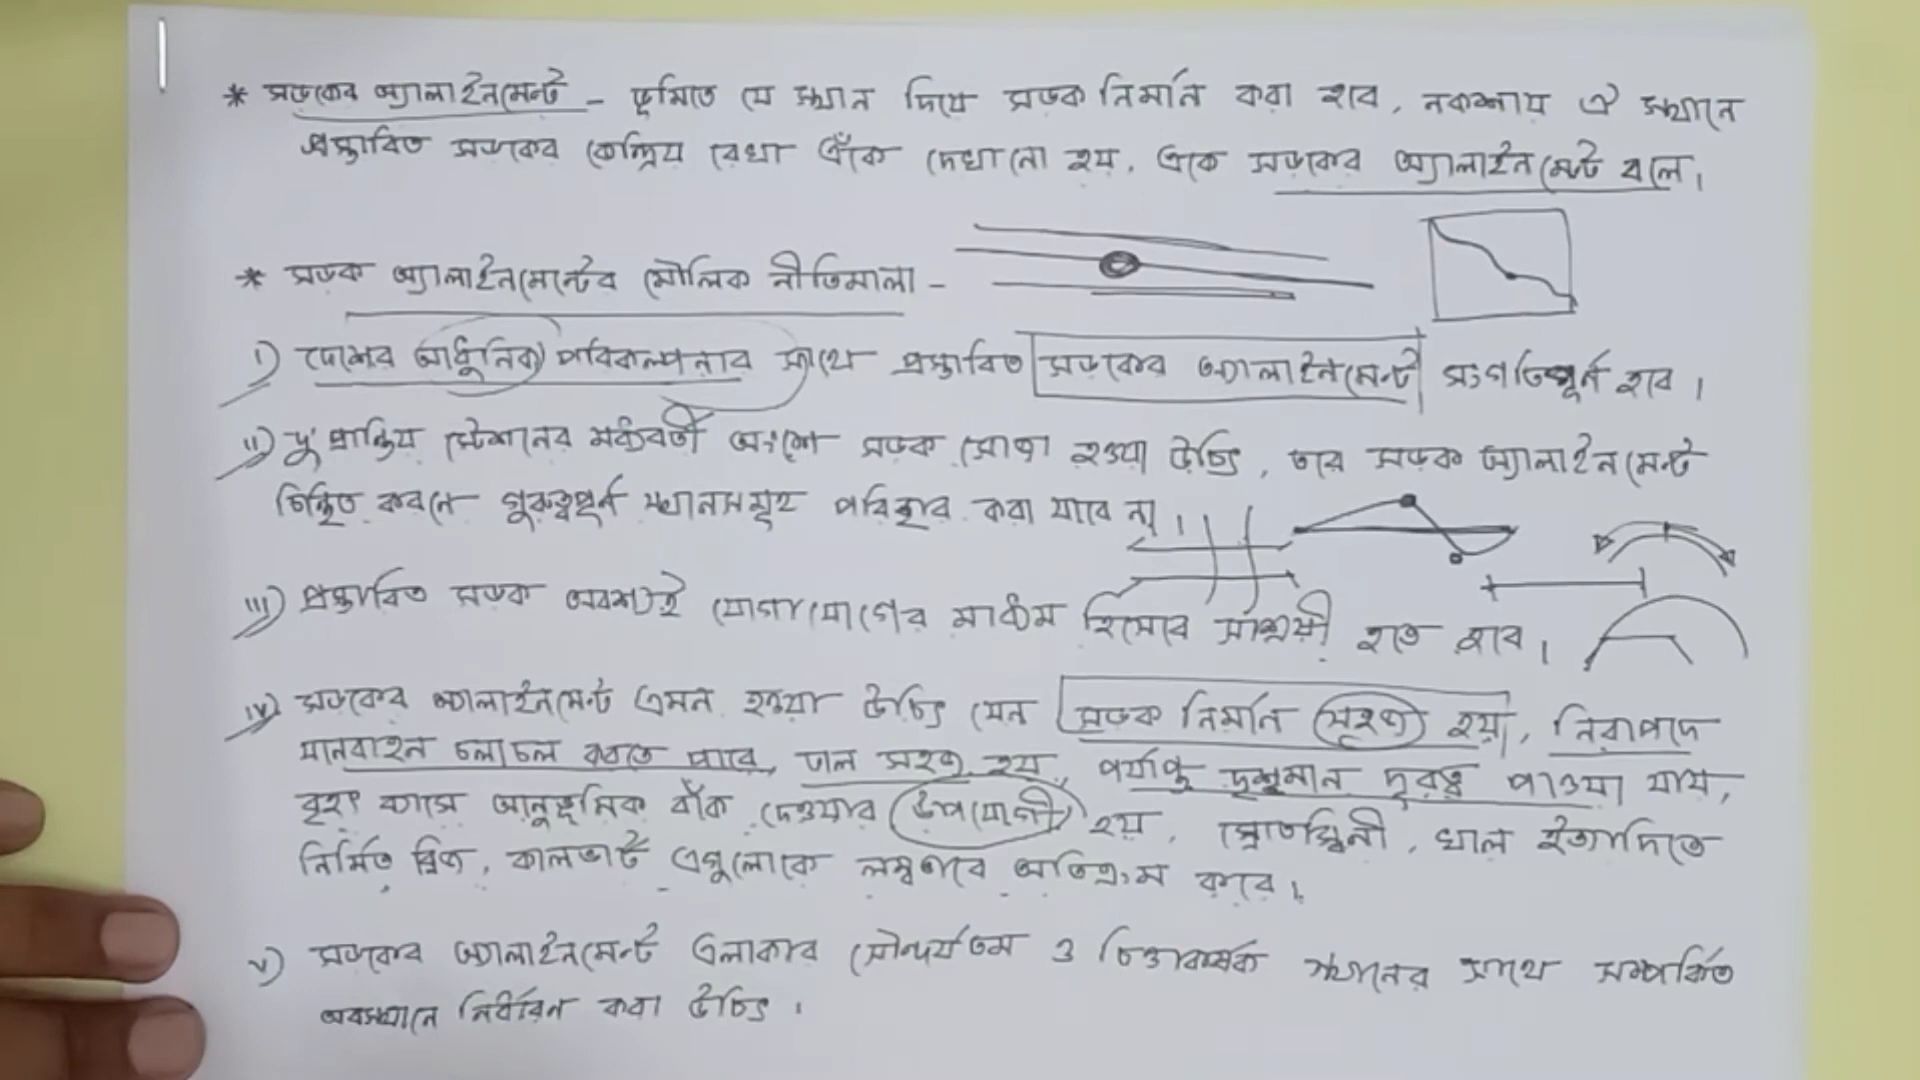 * সড়কের অ্যালাইনমেন্ট - ভূমিতে যে স্থান দিয়ে সড়ক নির্মান করা হবে, নকশায় ঐ স্থানে
প্রস্তাবিত সড়কের কেন্দ্রিয় রেখা এঁকে দেখানো হয়, একে সড়কের অ্যালাইনমেন্ট বলে।
* সড়ক অ্যালাইনমেন্টের মৌলিক নীতিমালা -
i) দেশের আধুনিক পরিকল্পনার সাথে প্রস্তাবিত সড়কের অ্যালাইনমেন্ট সংগতিপূর্ন হবে।
ii) দু' প্রান্তিয় স্টেশনের মধ্যবর্তী অংশে সড়ক সোজা হওয়া উচিৎ, তবে সড়ক অ্যালাইনমেন্ট
চিহ্নিত করনে গুরুত্বপূর্ন স্থানসমূহ পরিহার করা যাবে না।
iii) প্রস্তাবিত সড়ক অবশ্যই যোগাযোগের মাধ্যম হিসেবে সাশ্রয়ী হতে হবে।
iv) সড়কের অ্যালাইনমেন্ট এমন হওয়া উচিৎ যেন সড়ক নির্মান সহজ হয়, নিরাপদে
যানবাহন চলাচল করতে পারে, ঢাল সহজ হয়, পর্যাপ্ত দৃশ্যমান দূরত্ব পাওয়া যায়,
বৃহৎ ব্যাসে আনুভূমিক বাঁক দেওয়ার উপযোগী হয়, স্রোতস্বিনী, খাল ইত্যাদিতে
নির্মিত ব্রিজ, কালভার্ট এগুলোকে লম্বভাবে অতিক্রম করবে।
v) সড়কের অ্যালাইনমেন্ট এলাকার সৌন্দর্যতম ও চিত্তাকর্ষক স্থানের সাথে সম্পর্কিত
অবস্থানে নির্ধারন করা উচিৎ।